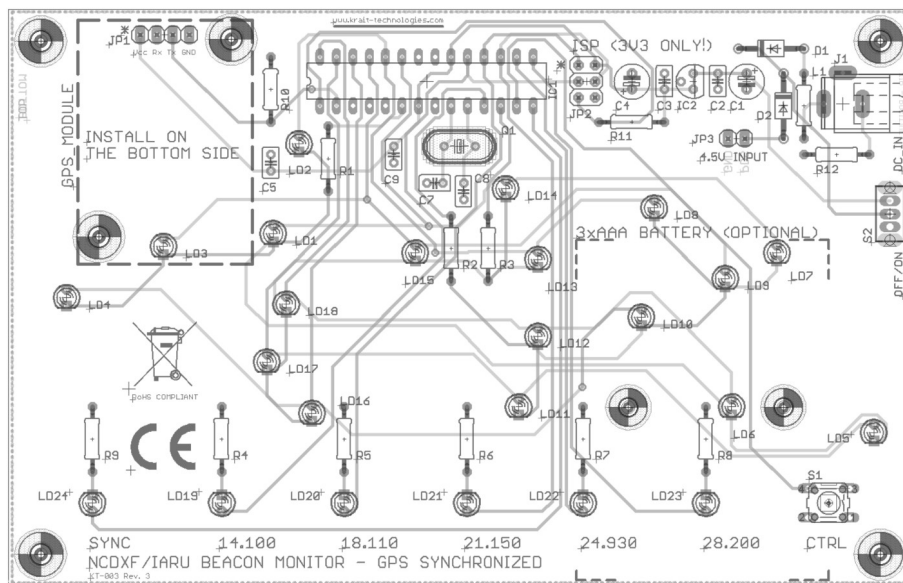 www.krait-technologies.com
JP1
Vcc Rx Tx GND
GPS_MODULE
INSTALL ON
THE BOTTOM SIDE
R10
LD2
R1
C5
C9
C7
C8
Q1
IC1
ISP (3V3 ONLY!)
JP2
C4
C3
IC2
C2
C1
R11
D1
D2
L1
J1
JP3
4.5V INPUT
R12
DC_IN
S2
OFF/ON
LD14
LD8
3xAAA BATTERY (OPTIONAL)
LD3
LD1
LD15
R2
R3
LD13
LD7
LD9
LD4
LD18
LD10
LD12
LD17
RoHS COMPLIANT
CE
LD16
LD11
LD6
LD5
R9
R4
R5
R6
R7
R8
S1
LD24
LD19
LD20
LD21
LD22
LD23
SYNC 14.100 18.110 21.150 24.930 28.200 CTRL
NCDXF/IARU BEACON MONITOR - GPS SYNCHRONIZED
KT-003 Rev. 3